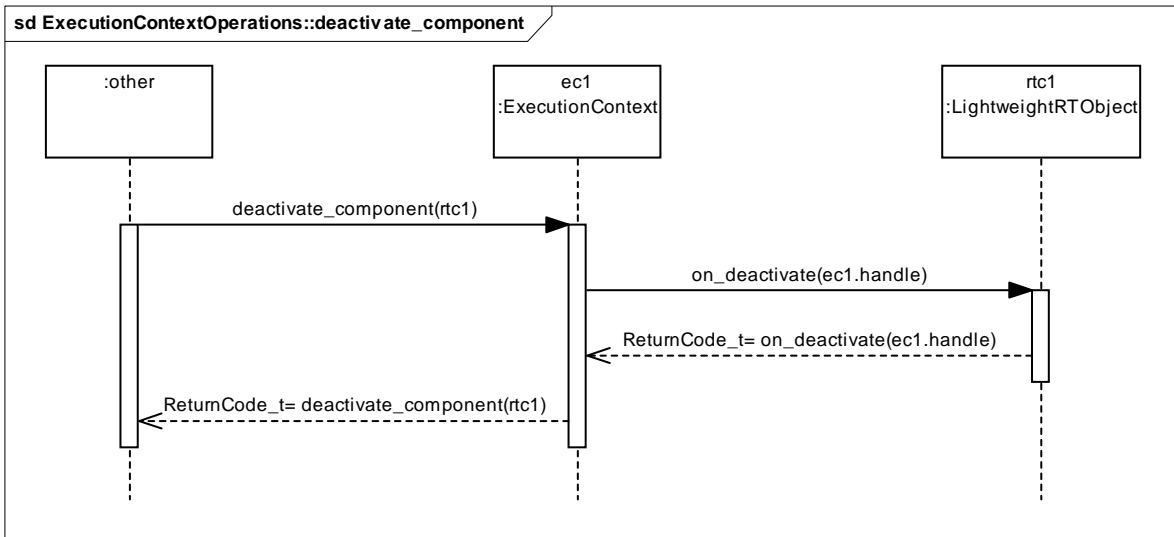 sd ExecutionContextOperations::deactivate_component
:other
ec1
:ExecutionContext
rtc1
:LightweightRTObject
deactivate_component(rtc1)
on_deactivate(ec1.handle)
ReturnCode_t= on_deactivate(ec1.handle)
ReturnCode_t= deactivate_component(rtc1)